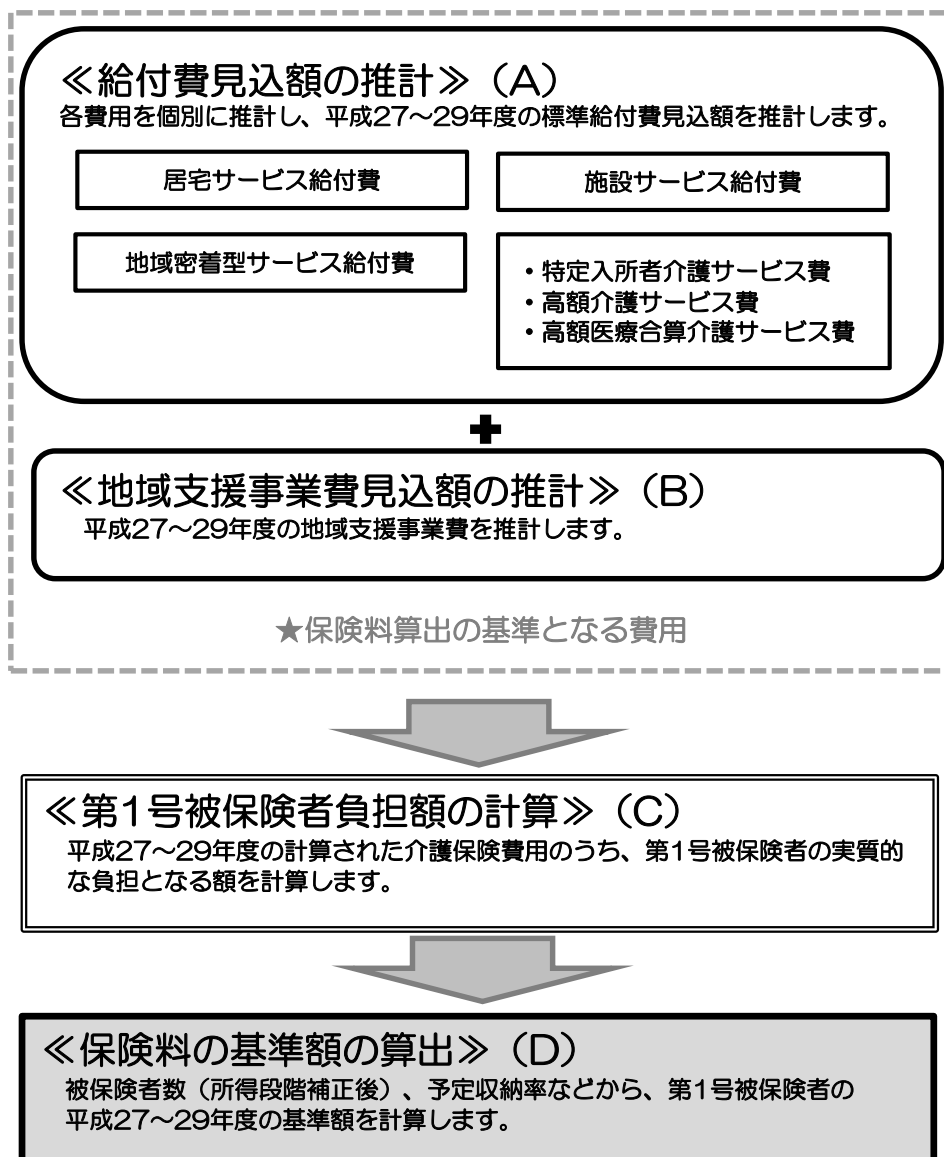 ≪給付費見込額の推計≫（A）
各費用を個別に推計し、平成27～29年度の標準給付費見込額を推計します。
居宅サービス給付費
施設サービス給付費
地域密着型サービス給付費
・特定入所者介護サービス費
・高額介護サービス費
・高額医療合算介護サービス費
≪地域支援事業費見込額の推計≫（B）
平成27～29年度の地域支援事業費を推計します。
★保険料算出の基準となる費用
≪第1号被保険者負担額の計算≫（C）
平成27～29年度の計算された介護保険費用のうち、第1号被保険者の実質的
な負担となる額を計算します。
≪保険料の基準額の算出≫（D）
被保険者数（所得段階補正後）、予定収納率などから、第1号被保険者の
平成27～29年度の基準額を計算します。